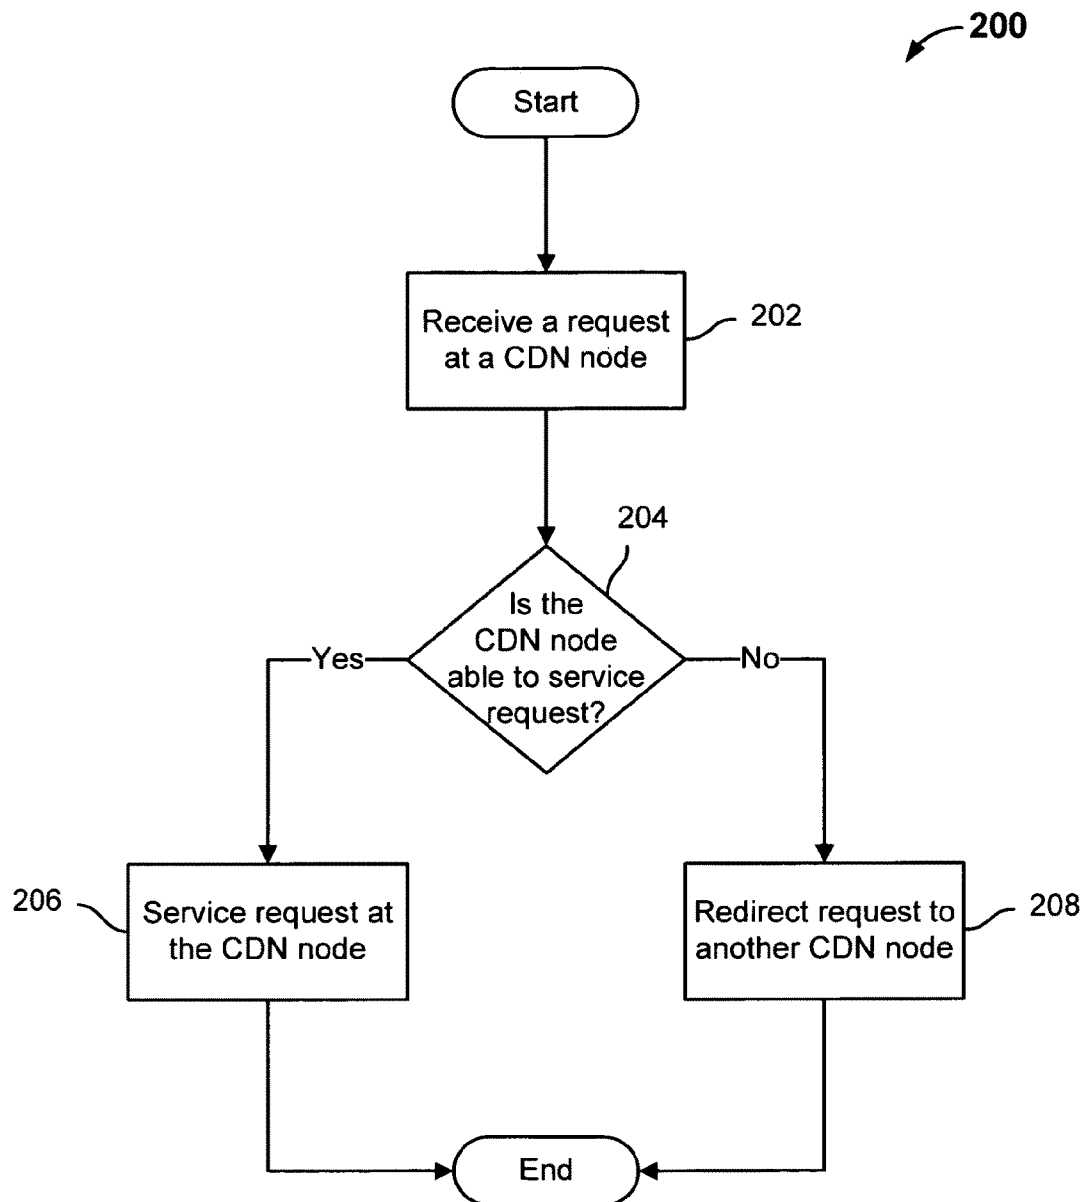 200
Start
Receive a request
at a CDN node
202
204
Is the
CDN node
able to service
request?
Yes
No
206
Service request at
the CDN node
Redirect request to
another CDN node
208
End